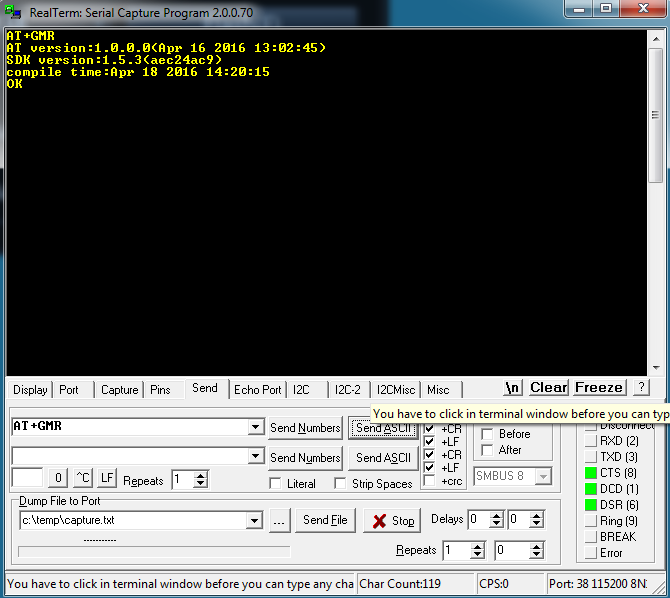 RealTerm: Serial Capture Program 2.0.0.70
AT+GMR
AT version:1.0.0.0(Apr 16 2016 13:02:45)
SDK version:1.5.3(aec24ac9)
compile time:Apr 18 2016 14:20:15
OK
Display Port Capture Pins Send Echo Port I2C I2C-2 I2CMisc Misc \n Clear Freeze ?
You have to click in terminal window before you can typ
AT+GMR Send Numbers Send ASCII +CR
+LF
Send Numbers Send ASCII +CR
+LF
+crc
0 ^C LF Repeats 1 Literal Strip Spaces
Before
After
SMBUS 8
Disconnect
RXD (2)
TXD (3)
CTS (8)
DCD (1)
DSR (6)
Ring (9)
BREAK
Error
Dump File to Port
c:\temp\capture.txt ... Send File Stop Delays 0 0
Repeats 1 0
You have to click in terminal window before you can type any cha Char Count:119 CPS:0 Port: 38 115200 8N: